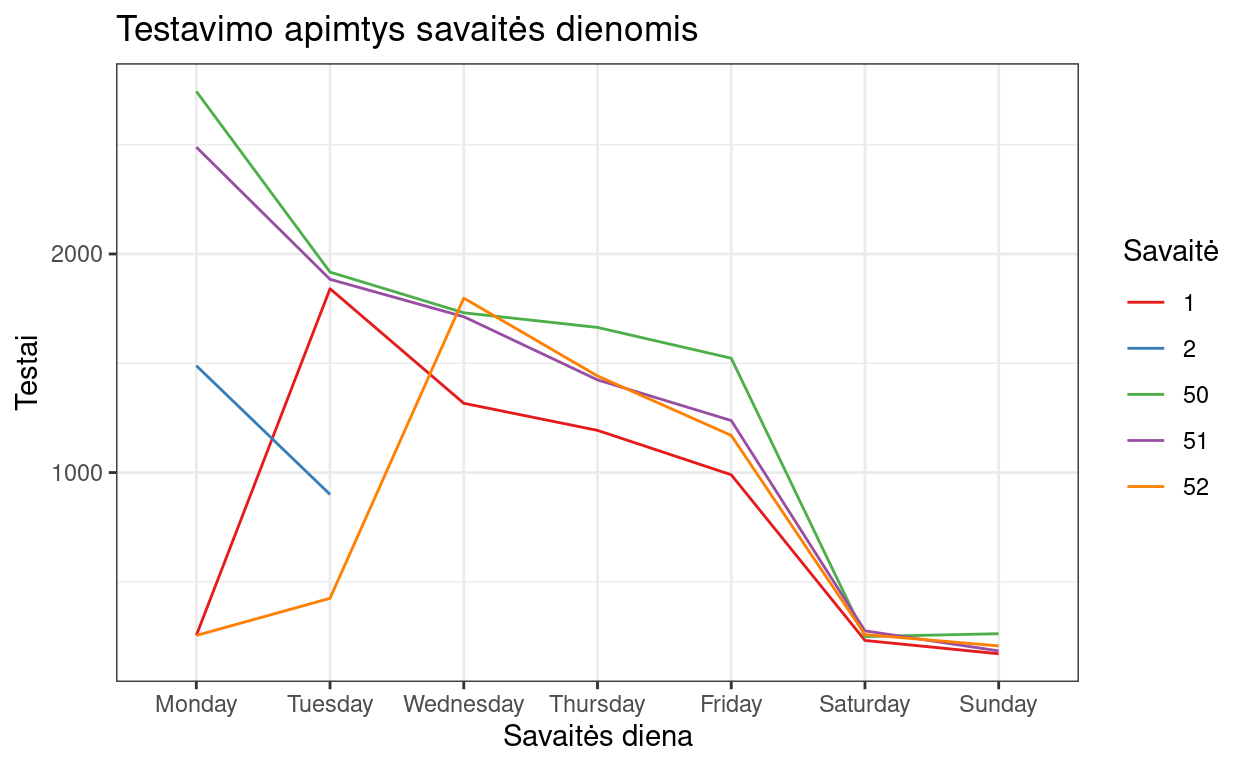 Testavimo apimtys savaitės dienomis
Testai
2000
1000
Monday
Tuesday
Wednesday
Thursday
Friday
Saturday
Sunday
Savaitės diena
Savaitė
1
2
50
51
52